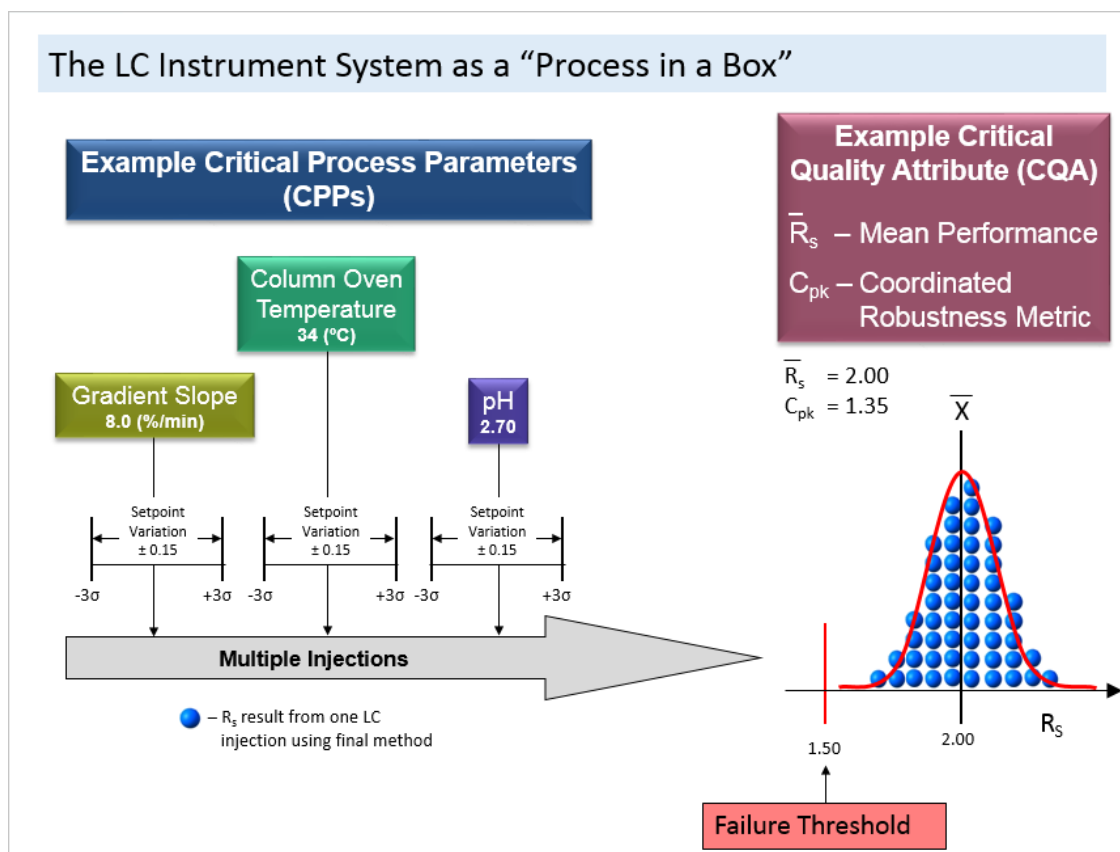 The LC Instrument System as a “Process in a Box”
Example Critical Process Parameters
(CPPs)
Example Critical
Quality Attribute (CQA)
R̅s – Mean Performance
Cpk – Coordinated
Robustness Metric
Column Oven
Temperature
34 (ºC)
Gradient Slope
8.0 (%/min)
pH
2.70
R̅s = 2.00
Cpk = 1.35
X̅
Setpoint
Variation
± 0.15
-3σ +3σ
Setpoint
Variation
± 0.15
-3σ +3σ
Setpoint
Variation
± 0.15
-3σ +3σ
Multiple Injections
– Rs result from one LC
injection using final method
1.50
2.00
RS
Failure Threshold